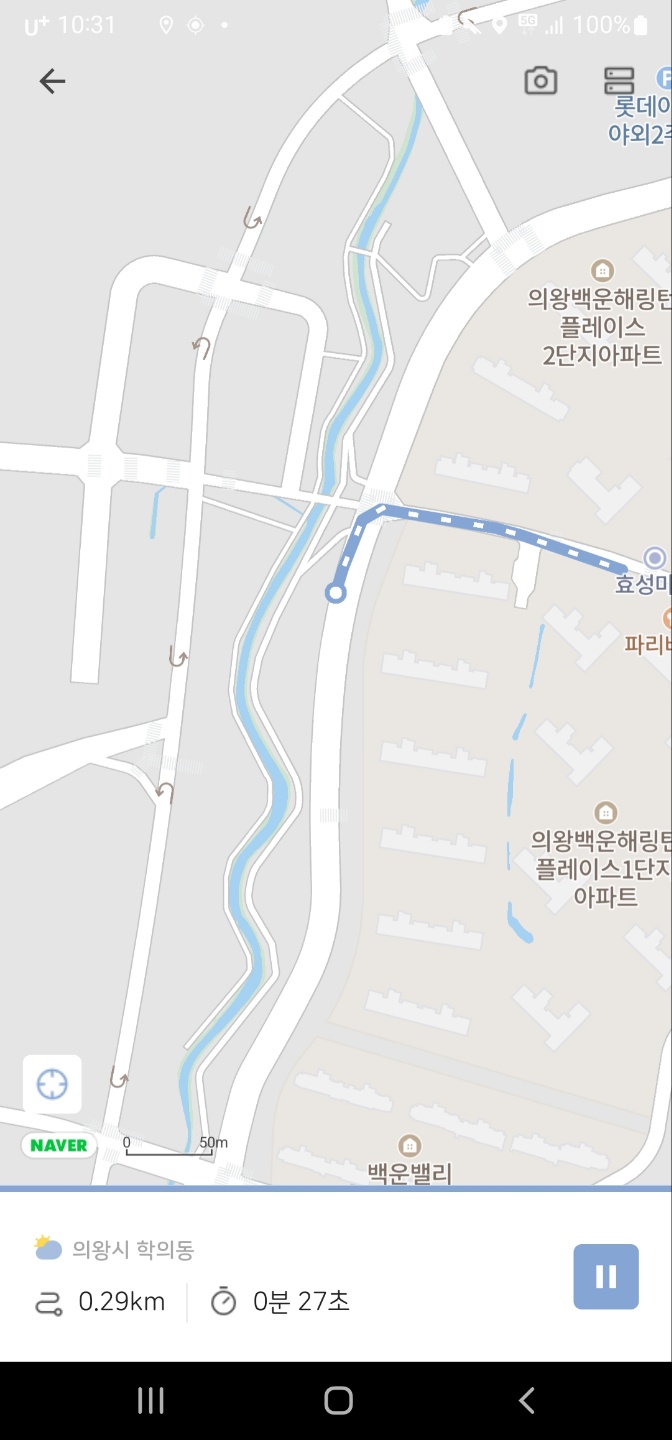 U+ 10:31 5G 100%
P
롯데아
야외2주
의왕백운해링턴
플레이스
2단지아파트
효성
파리
의왕백운해링턴
플레이스1단지
아파트
NAVER
0 50m
백운밸리
의왕시 학의동
0.29km 0분 27초